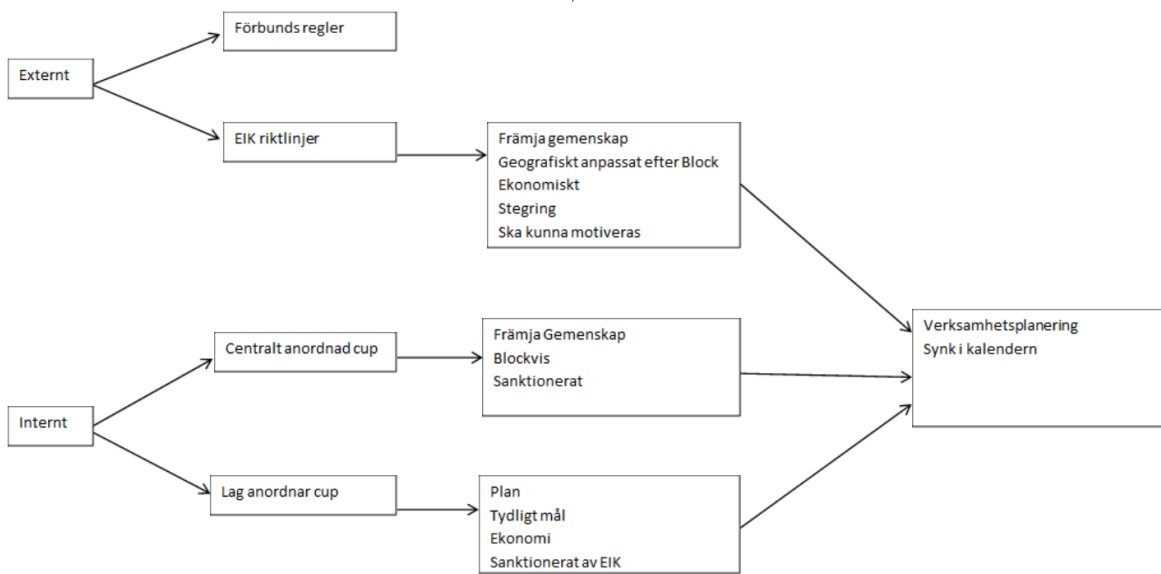 Externt
Förbunds regler
EIK riktlinjer
Främja gemenskap
Geografiskt anpassat efter Block
Ekonomiskt
Stegring
Ska kunna motiveras
Internt
Centralt anordnad cup
Främja Gemenskap
Blockvis
Sanktionerat
Lag anordnar cup
Plan
Tydligt mål
Ekonomi
Sanktionerat av EIK
Verksamhetsplanering
Synk i kalendern